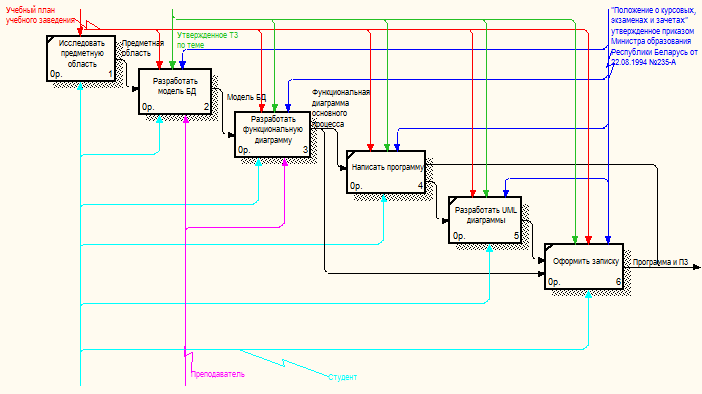 Учебный план
учебного заведения
Исследовать
предметную
область
0р.
1
Предметная
область
Утвержденное ТЗ
по теме
Разработать
модель БД
0р.
2
Модель БД
Разработать
функциональную
диаграмму
0р.
3
Функциональная
диаграмма
основного
процесса
Написать программу
0р.
4
Разработать UML
диаграммы
0р.
5
Оформить записку
0р.
6
Программа и ПЗ
"Положение о курсовых,
экзаменах и зачетах"
утвержденное приказом
Министра образования
Республики Беларусь от
22.08.1994 №235-А
Преподаватель
Студент